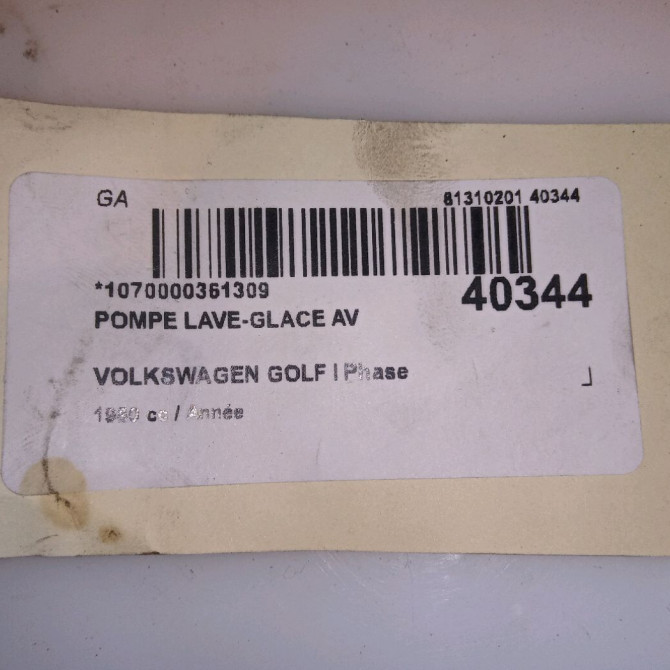 GA 81310201 40344
*1070000361309 40344
POMPE LAVE-GLACE AV
VOLKSWAGEN GOLF I Phase
cc / Année